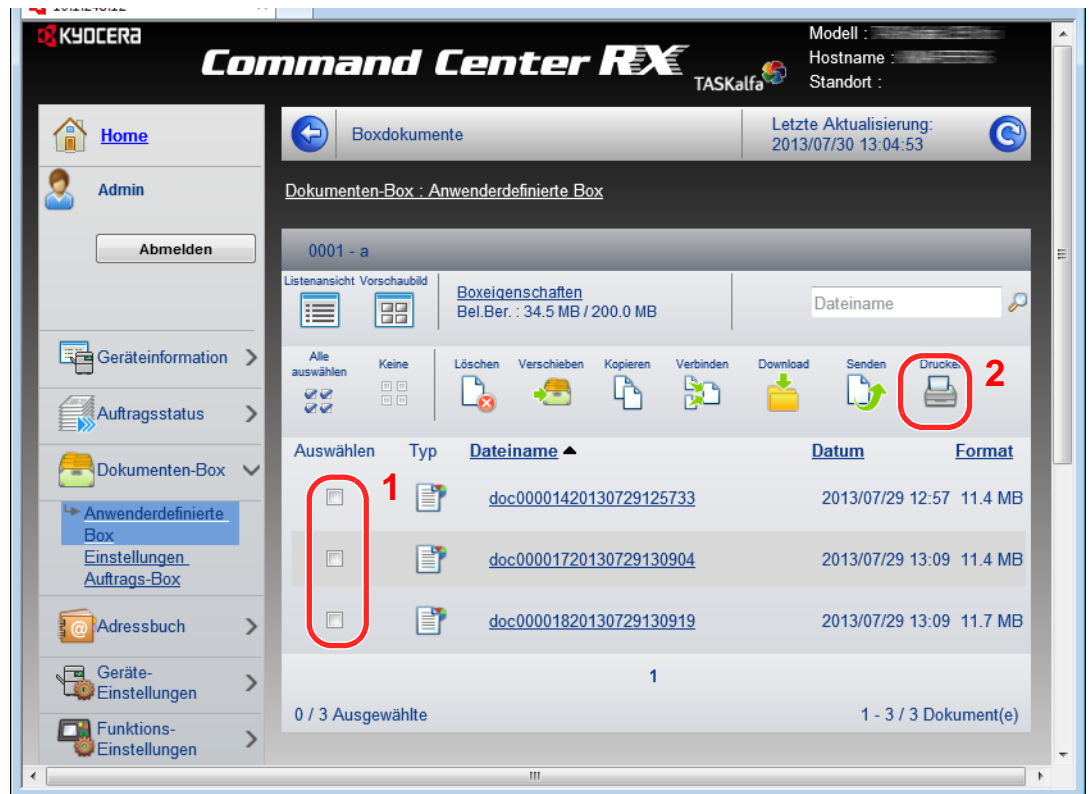 KYOCERA
Command Center RX
TASKalfa
Modell :
Hostname :
Standort :
Home
Admin
Abmelden
Geräteinformation
Auftragsstatus
Dokumenten-Box
Anwenderdefinierte
Box
Einstellungen
Auftrags-Box
Adressbuch
Geräte-
Einstellungen
Funktions-
Einstellungen
Boxdokumente
Letzte Aktualisierung:
2013/07/30 13:04:53
Dokumenten-Box : Anwenderdefinierte Box
0001 - a
Listenansicht Vorschaubild
Boxeigenschaften
Bel.Ber. : 34.5 MB / 200.0 MB
Dateiname
Alle
auswählen
Keine
Löschen Verschieben Kopieren Verbinden Download Senden Drucken
2
Auswählen Typ Dateiname Datum Format
1
doc00001420130729125733 2013/07/29 12:57 11.4 MB
doc00001720130729130904 2013/07/29 13:09 11.4 MB
doc00001820130729130919 2013/07/29 13:09 11.7 MB
1
0 / 3 Ausgewählte 1 - 3 / 3 Dokument(e)